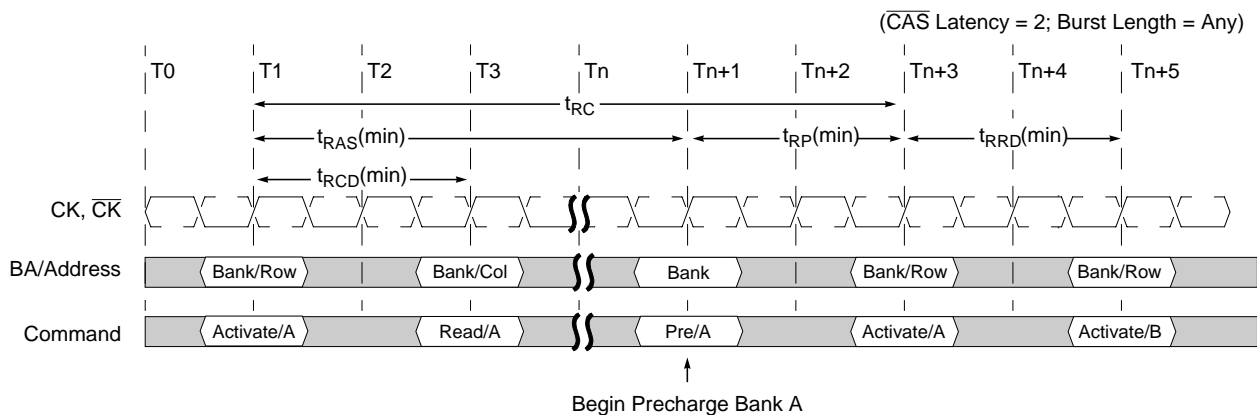 (CAS Latency = 2; Burst Length = Any)
T0 T1 T2 T3 Tn Tn+1 Tn+2 Tn+3 Tn+4 Tn+5
tRC
tRAS(min) tRP(min) tRRD(min)
tRCD(min)
CK, CK
BA/Address Bank/Row Bank/Col Bank Bank/Row Bank/Row
Command Activate/A Read/A Pre/A Activate/A Activate/B
Begin Precharge Bank A